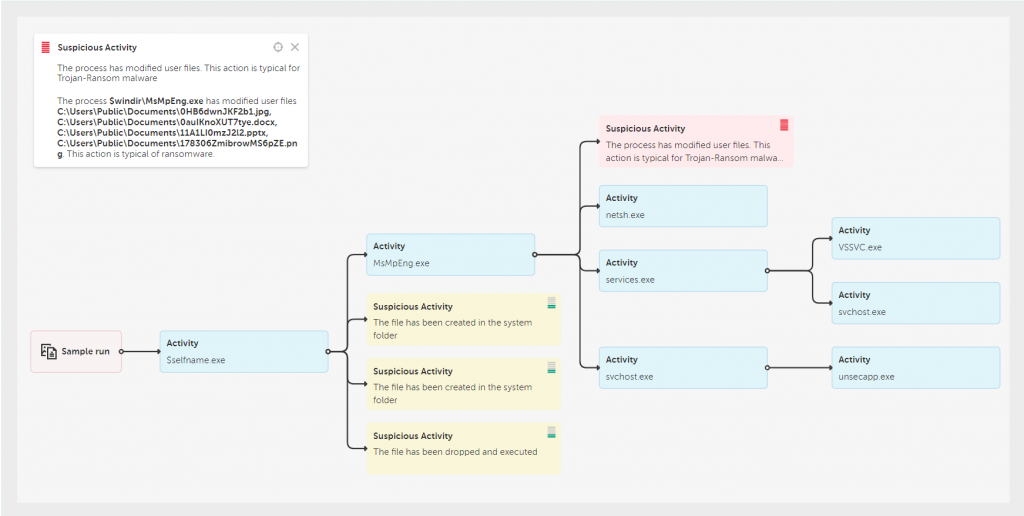 Suspicious Activity
The process has modified user files. This action is typical for
Trojan-Ransom malware
The process $windir\MsMpEng.exe has modified user files
C:\Users\Public\Documents\0HB6dwnJKF2b1.jpg,
C:\Users\Public\Documents\0auIKnoXUT7tye.docx,
C:\Users\Public\Documents\11A1LI0mzJ2l2.pptx,
C:\Users\Public\Documents\178306ZmibrowMS6pZE.pn
g. This action is typical of ransomware.
Sample run
Activity
$selfname.exe
Activity
MsMpEng.exe
Suspicious Activity
The file has been created in the system
folder
Suspicious Activity
The file has been created in the system
folder
Suspicious Activity
The file has been dropped and executed
Suspicious Activity
The process has modified user files. This
action is typical for Trojan-Ransom malwa...
Activity
netsh.exe
Activity
services.exe
Activity
svchost.exe
Activity
VSSVC.exe
Activity
svchost.exe
Activity
unsecapp.exe